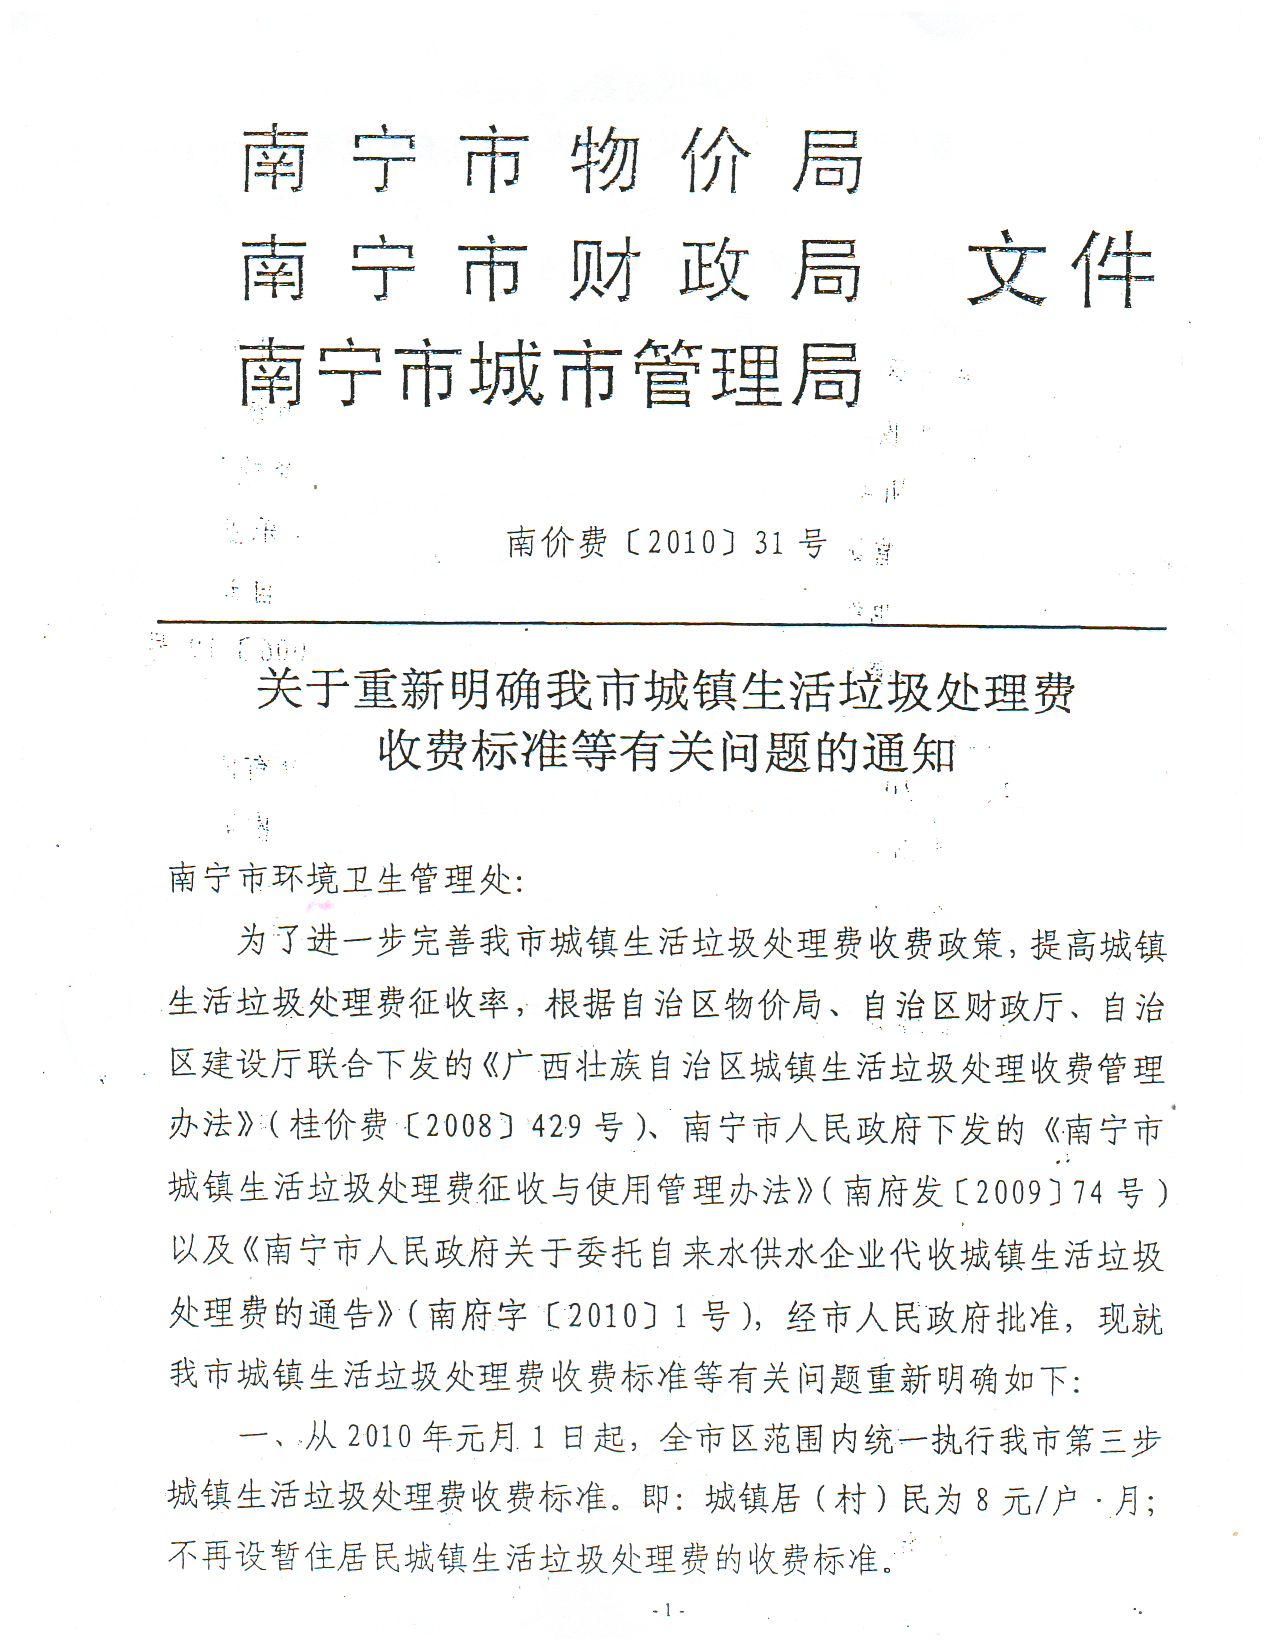 南宁市物价局
南宁市财政局 文件
南宁市城市管理局
南价费〔2010〕31号
关于重新明确我市城镇生活垃圾处理费
收费标准等有关问题的通知
南宁市环境卫生管理处:
为了进一步完善我市城镇生活垃圾处理费收费政策,提高城镇
生活垃圾处理费征收率,根据自治区物价局、自治区财政厅、自治
区建设厅联合下发的《广西壮族自治区城镇生活垃圾处理收费管理
办法》(桂价费〔2008〕429号)、南宁市人民政府下发的《南宁市
城镇生活垃圾处理费征收与使用管理办法》(南府发〔2009〕74号)
以及《南宁市人民政府关于委托自来水供水企业代收城镇生活垃圾
处理费的通告》(南府字〔2010〕1号),经市人民政府批准,现就
我市城镇生活垃圾处理费收费标准等有关问题重新明确如下:
一、从2010年元月1日起,全市区范围内统一执行我市第三步
城镇生活垃圾处理费收费标准。即:城镇居(村)民为8元/户·月;
不再设暂住居民城镇生活垃圾处理费的收费标准。
-1-